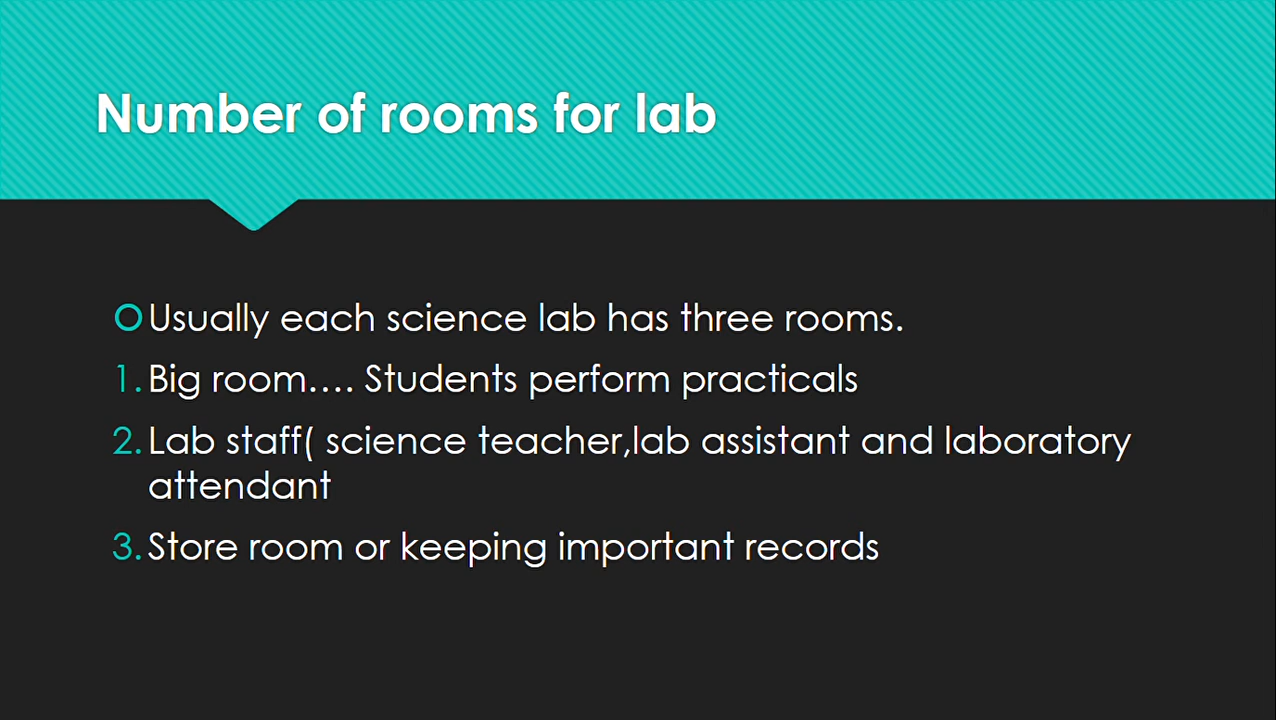 Number of rooms for lab
Usually each science lab has three rooms.
1. Big room.... Students perform practicals
2. Lab staff( science teacher,lab assistant and laboratory
attendant
3. Store room or keeping important records